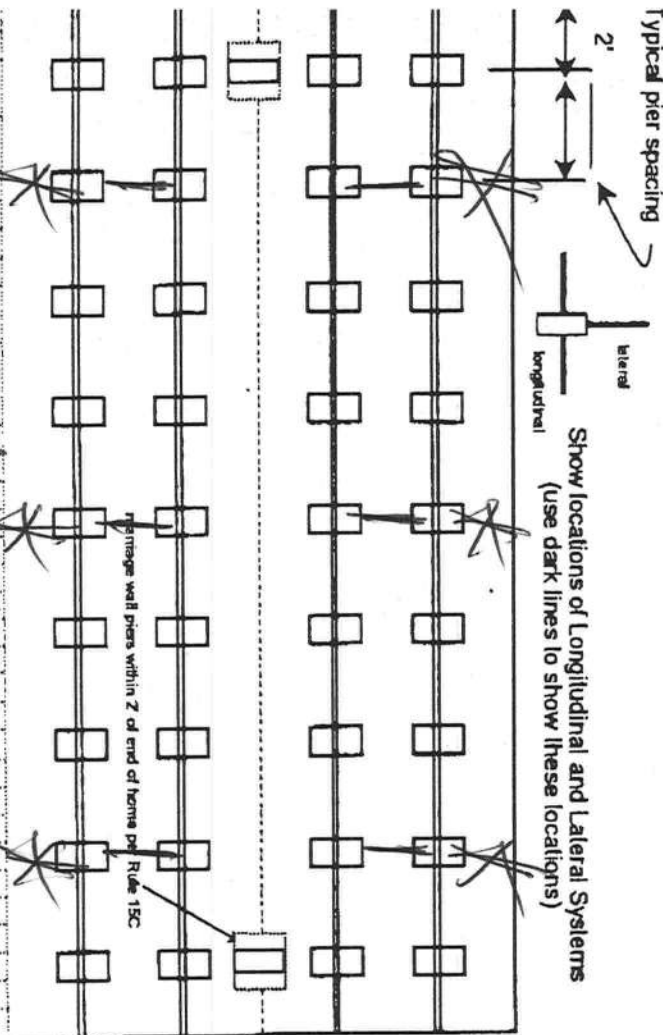 Typical pier spacing
2'
lateral
longitudinal
Show locations of Longitudinal and Lateral Systems
(use dark lines to show these locations)
marriage wall piers within 2' of end of home per Rule 15C